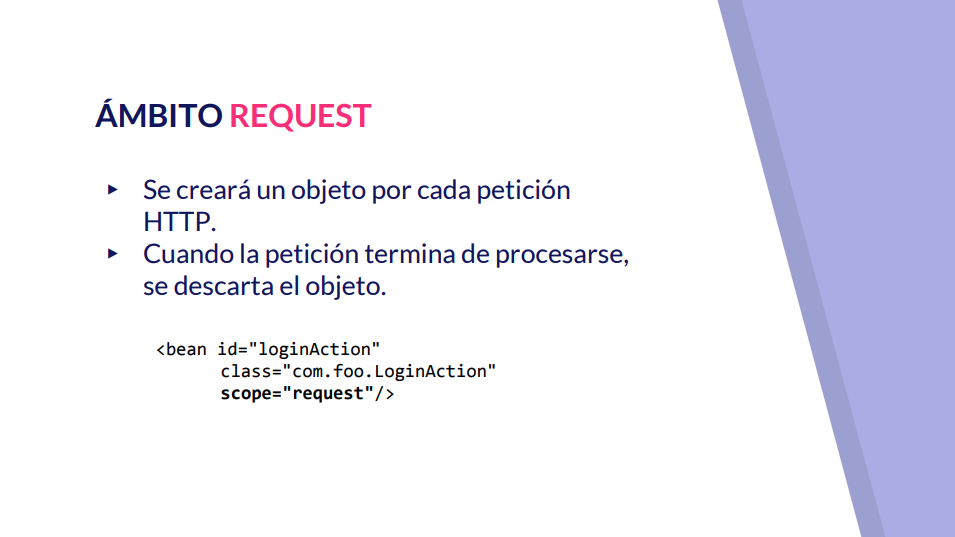 ÁMBITO REQUEST
▸ Se creará un objeto por cada petición
HTTP.
▸ Cuando la petición termina de procesarse,
se descarta el objeto.
<bean id="loginAction"
class="com.foo.LoginAction"
scope="request"/>